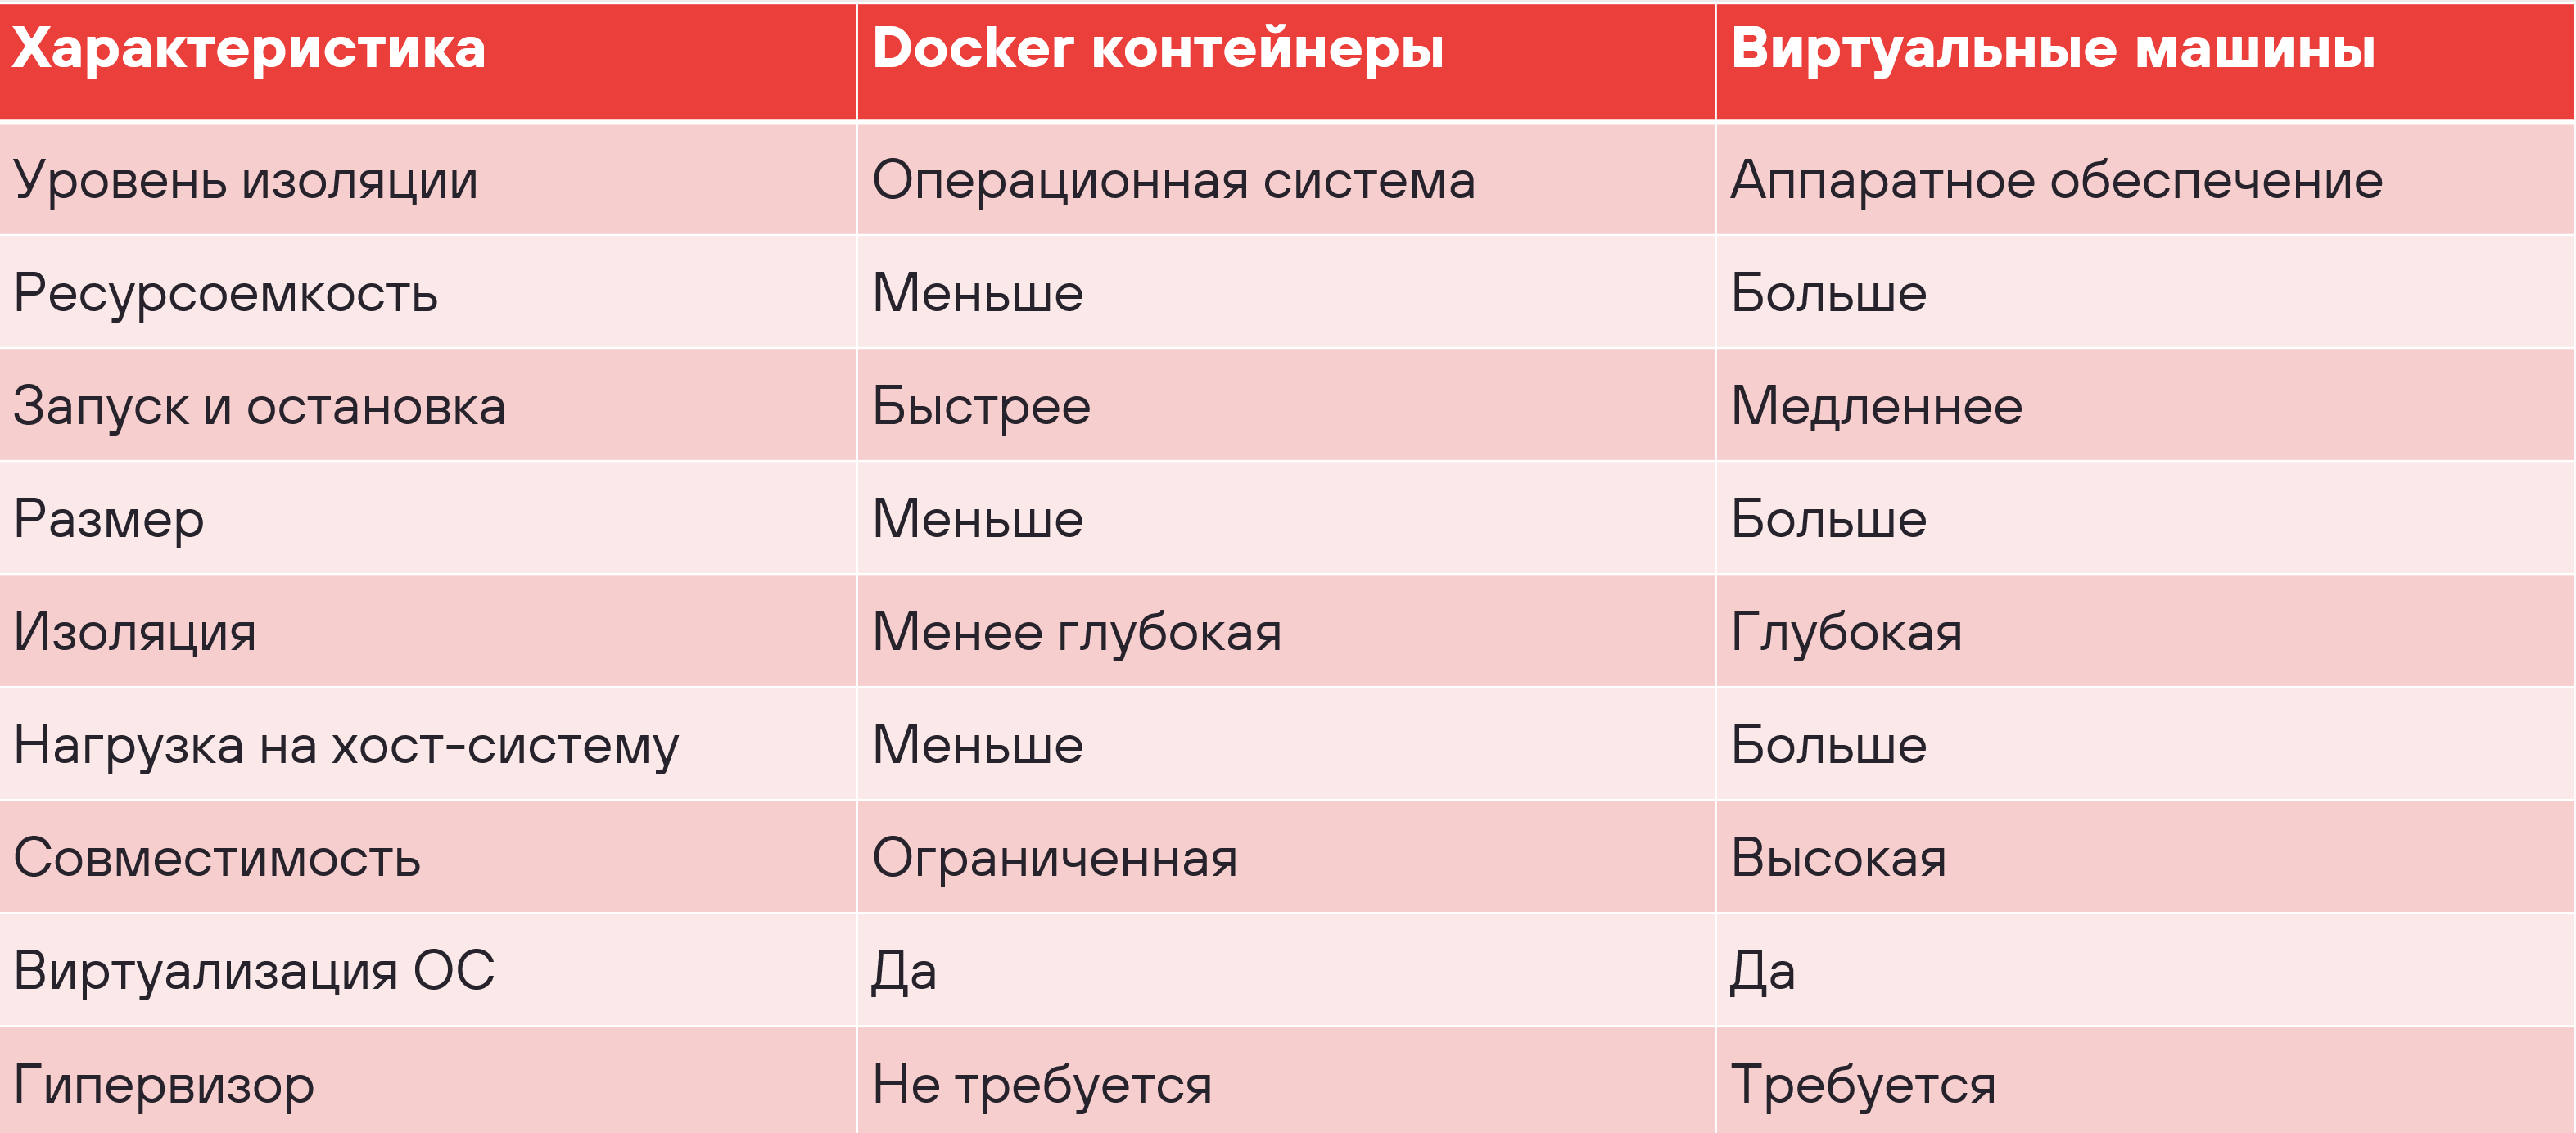 Характеристика Docker контейнеры Виртуальные машины
Уровень изоляции Операционная система Аппаратное обеспечение
Ресурсоемкость Меньше Больше
Запуск и остановка Быстрее Медленнее
Размер Меньше Больше
Изоляция Менее глубокая Глубокая
Нагрузка на хост-систему Меньше Больше
Совместимость Ограниченная Высокая
Виртуализация ОС Да Да
Гипервизор Не требуется Требуется